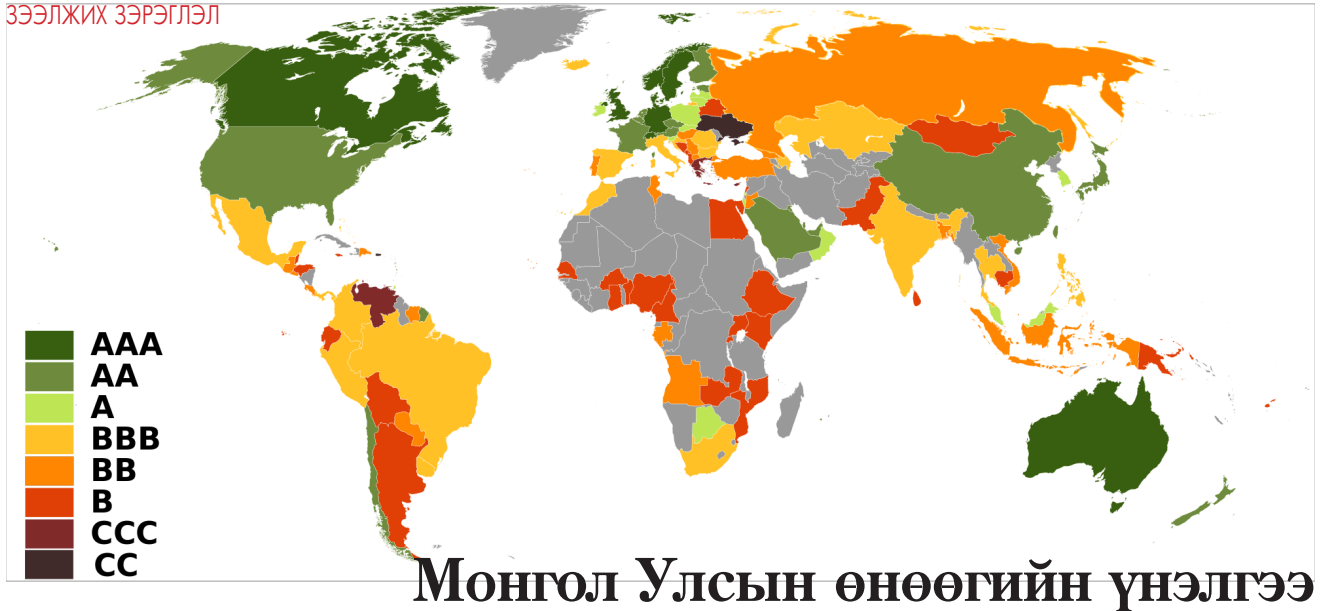 ЗЭЭЛЖИХ ЗЭРЭГЛЭЛ
AAA
AA
A
BBB
BB
B
CCC
CC
Монгол Улсын өнөөгийн үнэлгээ